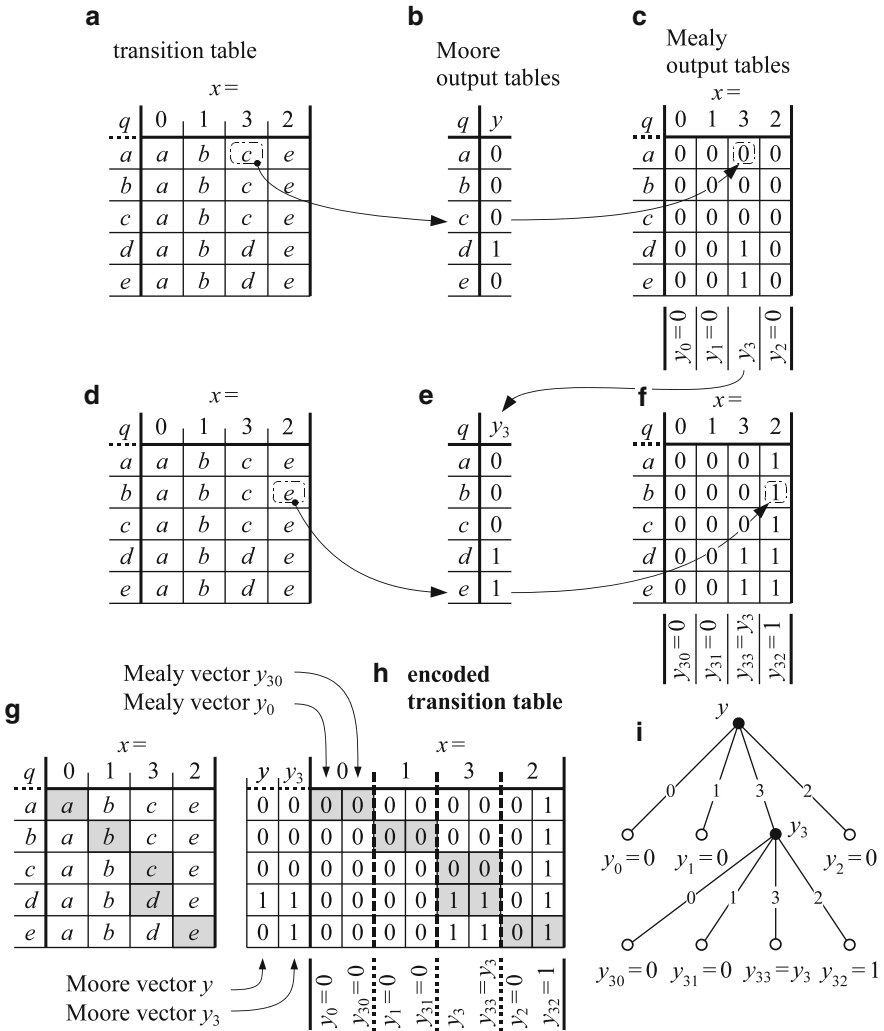 a
transition table
x =
q 0 1 3 2
a a b c e
b a b c e
c a b c e
d a b d e
e a b d e
b
Moore
output tables
q y
a 0
b 0
c 0
d 1
e 0
c
Mealy
output tables
x =
q 0 1 3 2
a 0 0 0 0
b 0 0 0 0
c 0 0 0 0
d 0 0 1 0
e 0 0 1 0
y0 = 0 y1 = 0 y3 y2 = 0
d
x =
q 0 1 3 2
a a b c e
b a b c e
c a b c e
d a b d e
e a b d e
e
q y3
a 0
b 0
c 0
d 1
e 1
f
x =
q 0 1 3 2
a 0 0 0 1
b 0 0 0 1
c 0 0 0 1
d 0 0 1 1
e 0 0 1 1
y30 = 0 y31 = 0 y33 = y3 y32 = 1
g
x =
q 0 1 3 2
a a b c e
b a b c e
c a b c e
d a b d e
e a b d e
Mealy vector y30
Mealy vector y0
h encoded
transition table
x =
y y3 0 1 3 2
0 0 0 0 0 0 0 0 0 1
0 0 0 0 0 0 0 0 0 1
0 0 0 0 0 0 0 0 0 1
1 1 0 0 0 0 1 1 0 1
0 1 0 0 0 0 1 1 0 1
Moore vector y
Moore vector y3
y0 = 0 y30 = 0 y1 = 0 y31 = 0 y3 y33 = y3 y2 = 0 y32 = 1
i
y
0 1 3 2
y3
y0 = 0 y1 = 0 y2 = 0
0 1 3 2
y30 = 0 y31 = 0 y33 = y3 y32 = 1